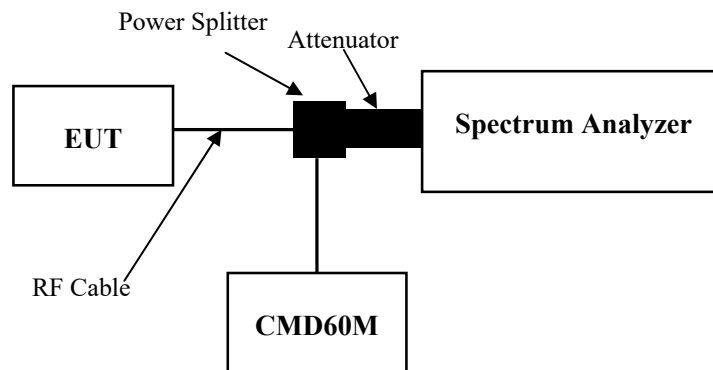 Power Splitter
Attenuator
EUT
Spectrum Analyzer
RF Cable
CMD60M